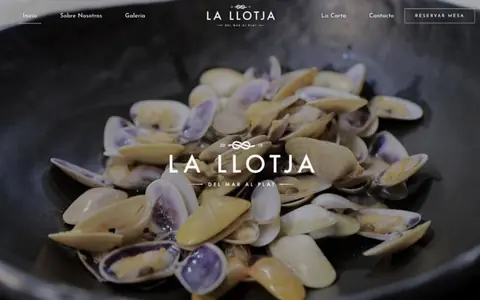 Inicio
Sobre Nosotros
Galeria
LA LLOTJA
DEL MAR AL PLAT
La Carta
Contacto
RESERVAR MESA
LA LLOTJA
DEL MAR AL PLAT